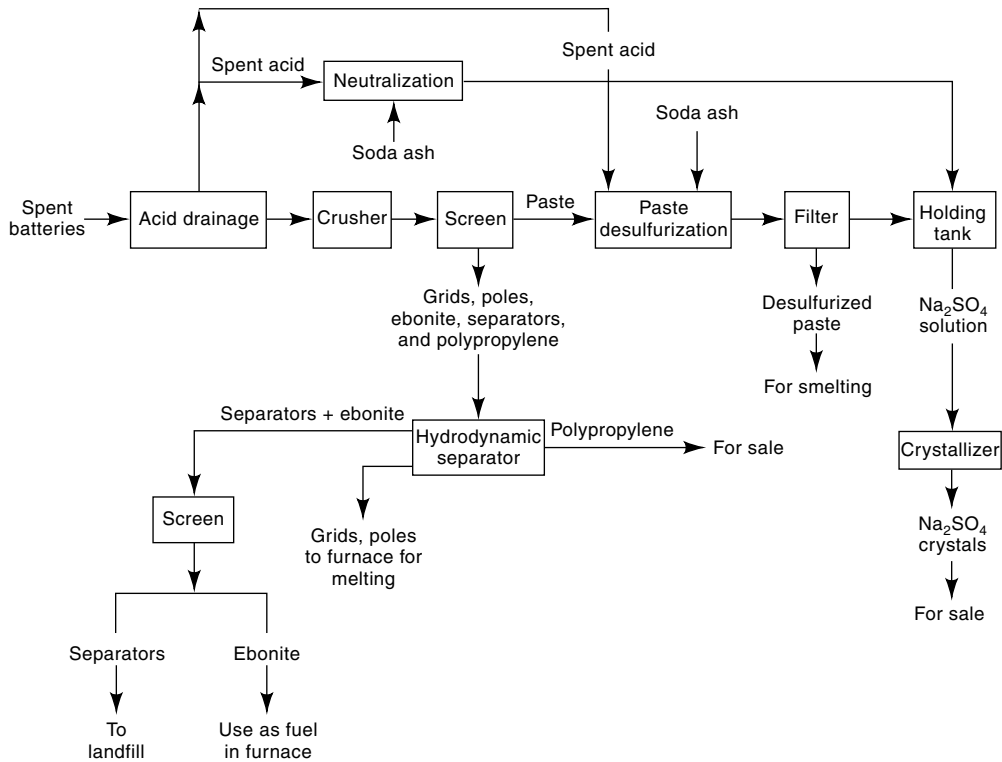 Spent acid
Spent acid
Neutralization
Soda ash
Soda ash
Spent
batteries
Acid drainage
Crusher
Screen
Paste
Paste
desulfurization
Filter
Holding
tank
Grids, poles,
ebonite, separators,
and polypropylene
Desulfurized
paste
For smelting
Na₂SO₄
solution
Separators + ebonite
Hydrodynamic
separator
Polypropylene
For sale
Crystallizer
Screen
Grids, poles
to furnace for
melting
Na₂SO₄
crystals
For sale
Separators
Ebonite
To
landfill
Use as fuel
in furnace